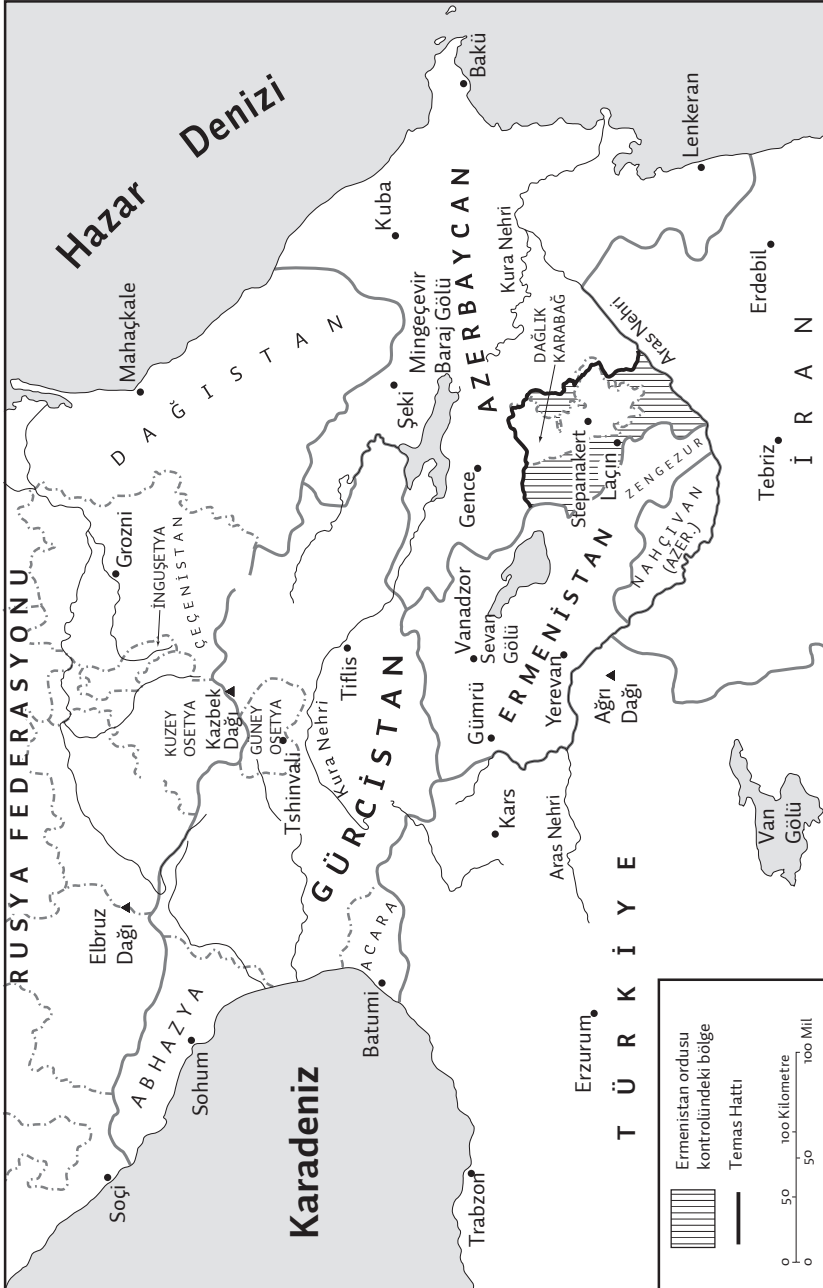 RUSYA FEDERASYONU
Hazar Denizi
Karadeniz
Soçi
Elbruz
Dağı
ABHAZYA
Sohum
KUZEY
OSETYA
Kazbek
Dağı
GÜNEY
OSETYA
Tshinvali
İNGUŞETYA
ÇEÇENİSTAN
Grozni
DAĞISTAN
Mahaçkale
Kura Nehri
Tiflis
GÜRCİSTAN
ACARA
Batumi
Trabzon
Kuba
Şeki
Mingeçevir
Baraj Gölü
AZERBAYCAN
Bakü
Kura Nehri
Gence
DAĞLIK
KARABAĞ
Stepanakert
Laçın
ZENGEZUR
Aras Nehri
Lenkeran
Vanadzor
Sevan
Gölü
Gümrü
ERMENİSTAN
Yerevan
NAHÇIVAN
(AZER.)
Ağrı
Dağı
Kars
Aras Nehri
Erzurum
TÜRKİYE
Van
Gölü
Tebriz
Erdebil
İRAN
Ermenistan ordusu
kontrolündeki bölge
Temas Hattı
0 50 100 Kilometre
0 50 100 Mil